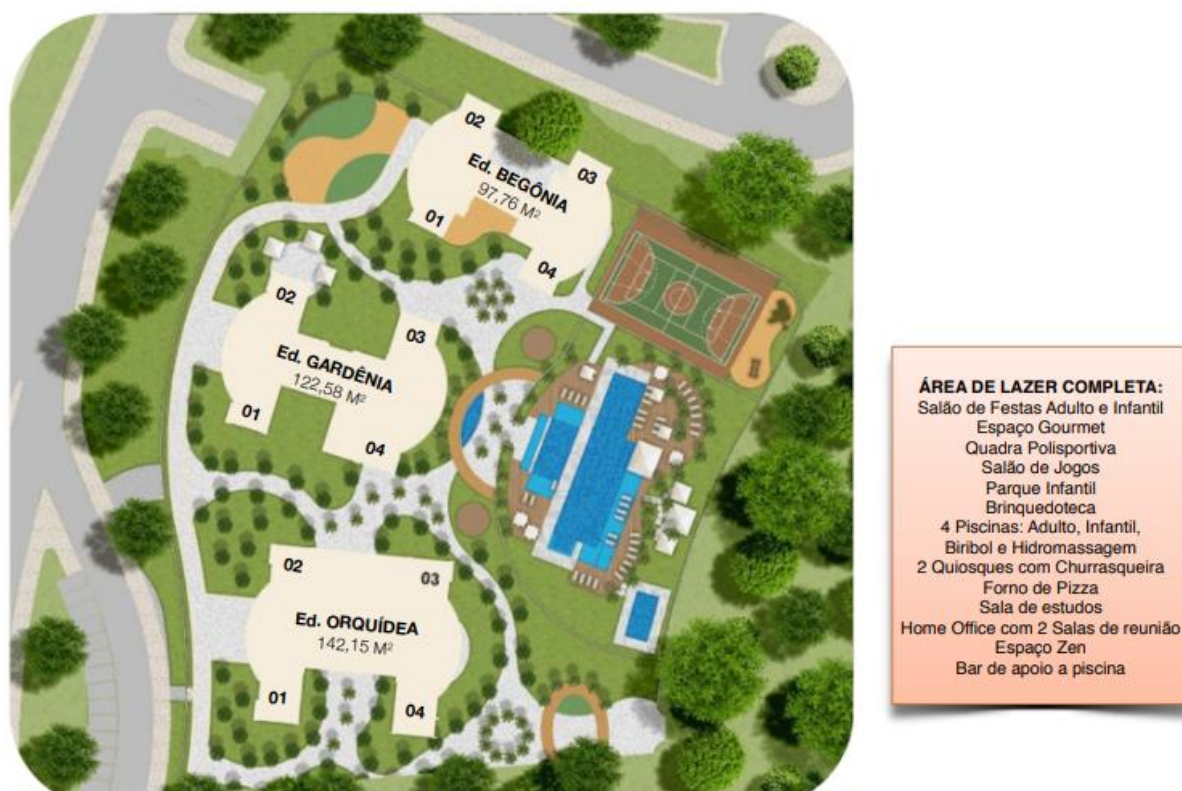 02
Ed. BEGÔNIA
97,76 M²
03
01
04
02
Ed. GARDÊNIA
122,58 M²
03
01
04
02
03
Ed. ORQUÍDEA
142,15 M²
01
04
ÁREA DE LAZER COMPLETA:
Salão de Festas Adulto e Infantil
Espaço Gourmet
Quadra Polisportiva
Salão de Jogos
Parque Infantil
Brinquedoteca
4 Piscinas: Adulto, Infantil,
Biribol e Hidromassagem
2 Quiosques com Churrasqueira
Forno de Pizza
Sala de estudos
Home Office com 2 Salas de reunião
Espaço Zen
Bar de apoio a piscina